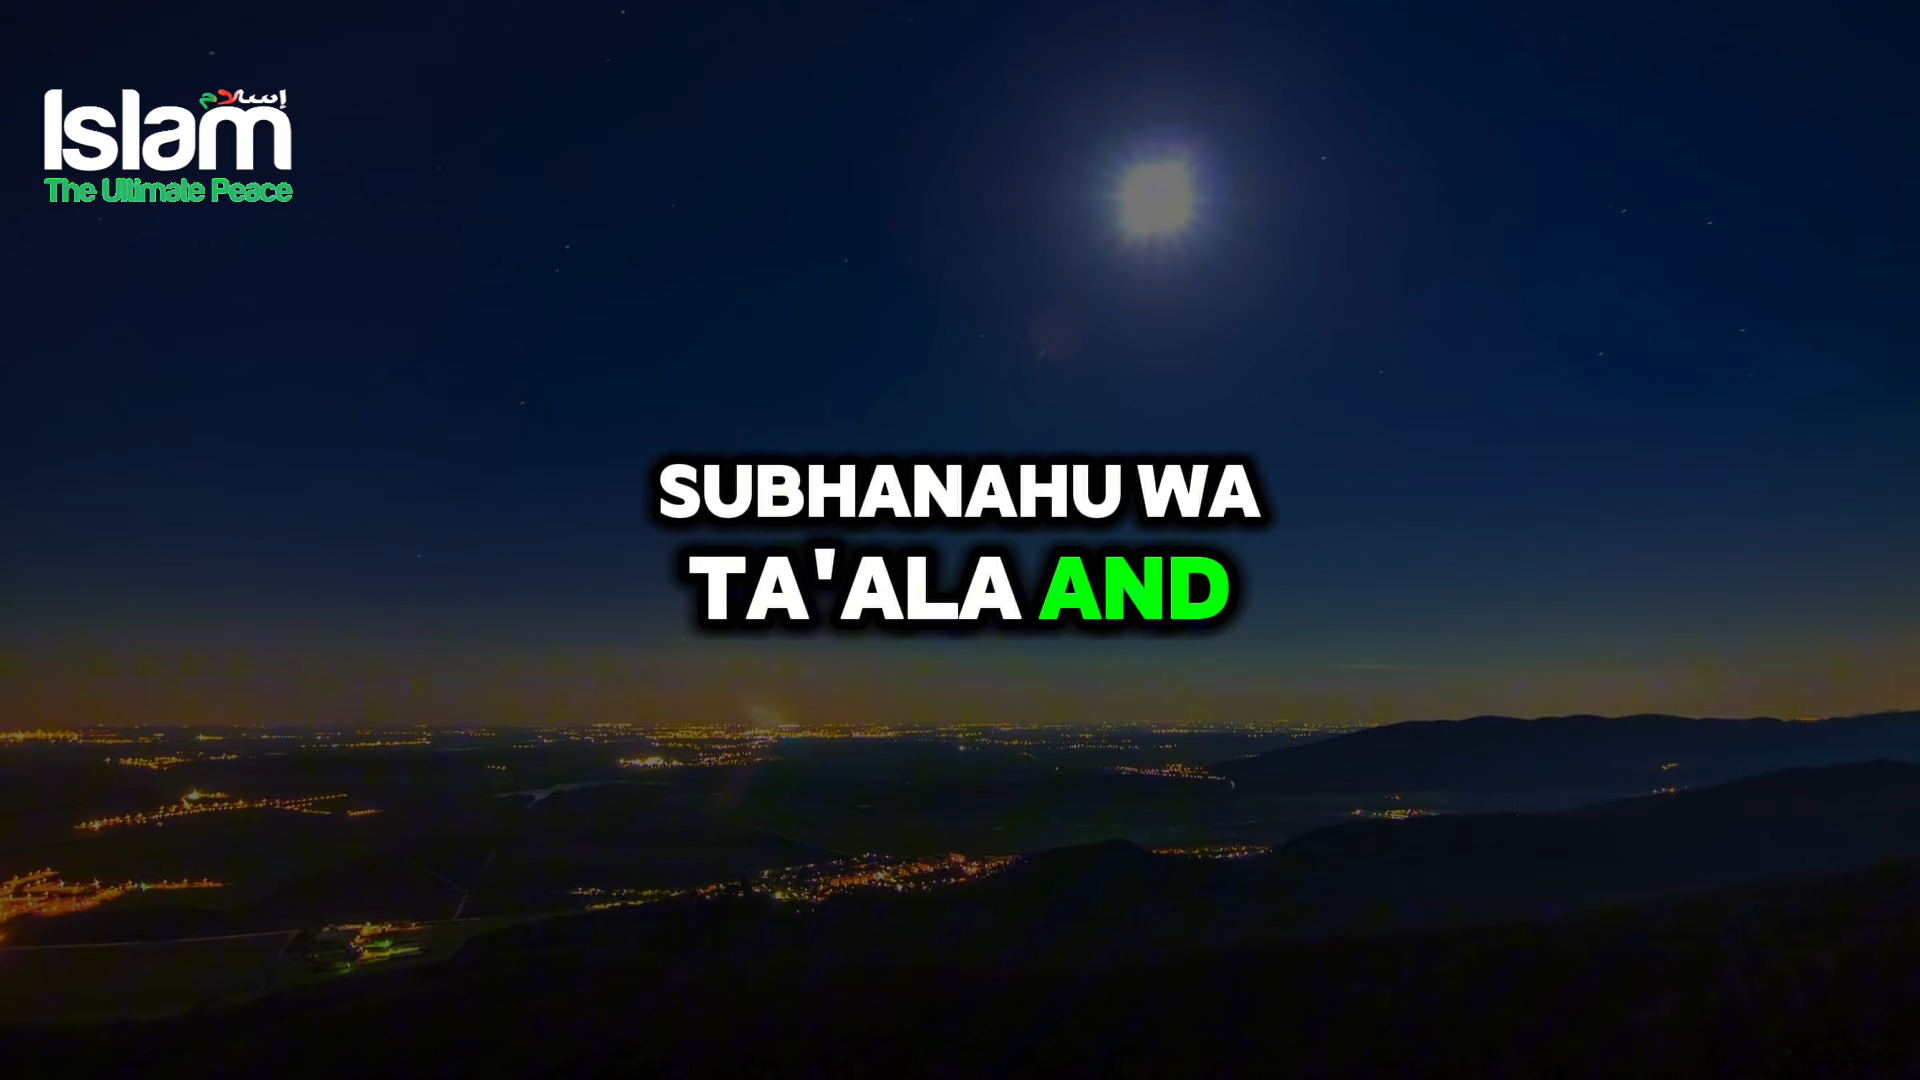 إسلام
Islam
The Ultimate Peace
SUBHANAHU WA
TA'ALA AND